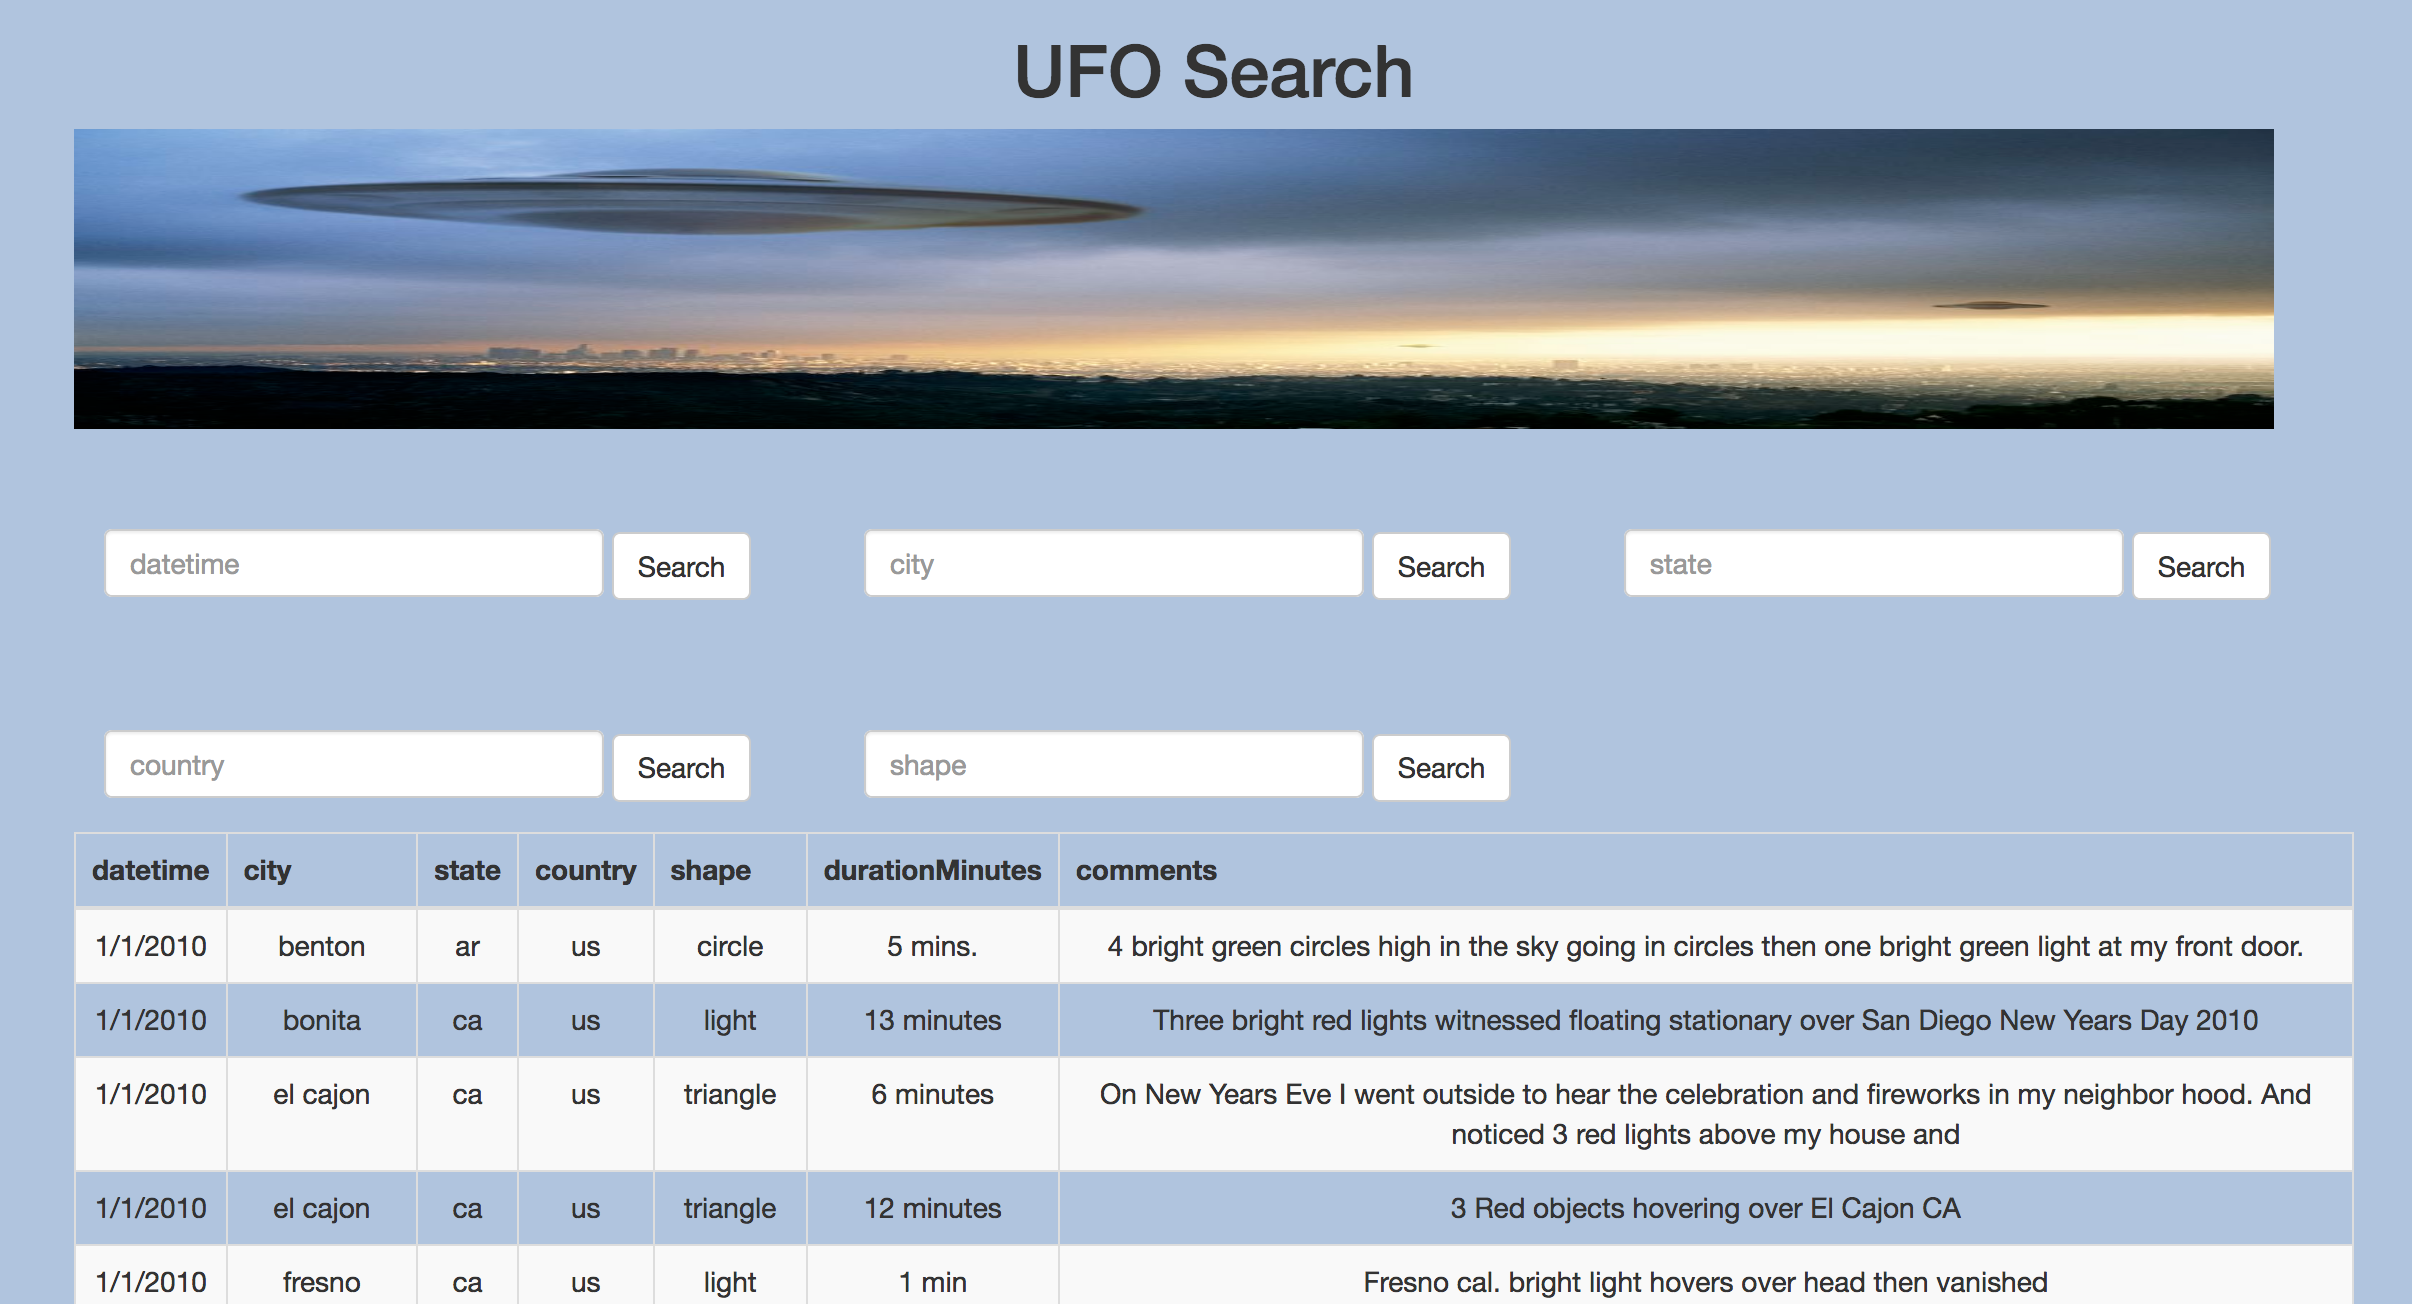 UFO Search
datetime Search city Search state Search
country Search shape Search
datetime city state country shape durationMinutes comments
1/1/2010 benton ar us circle 5 mins. 4 bright green circles high in the sky going in circles then one bright green light at my front door.
1/1/2010 bonita ca us light 13 minutes Three bright red lights witnessed floating stationary over San Diego New Years Day 2010
1/1/2010 el cajon ca us triangle 6 minutes On New Years Eve I went outside to hear the celebration and fireworks in my neighbor hood. And
noticed 3 red lights above my house and
1/1/2010 el cajon ca us triangle 12 minutes 3 Red objects hovering over El Cajon CA
1/1/2010 fresno ca us light 1 min Fresno cal. bright light hovers over head then vanished